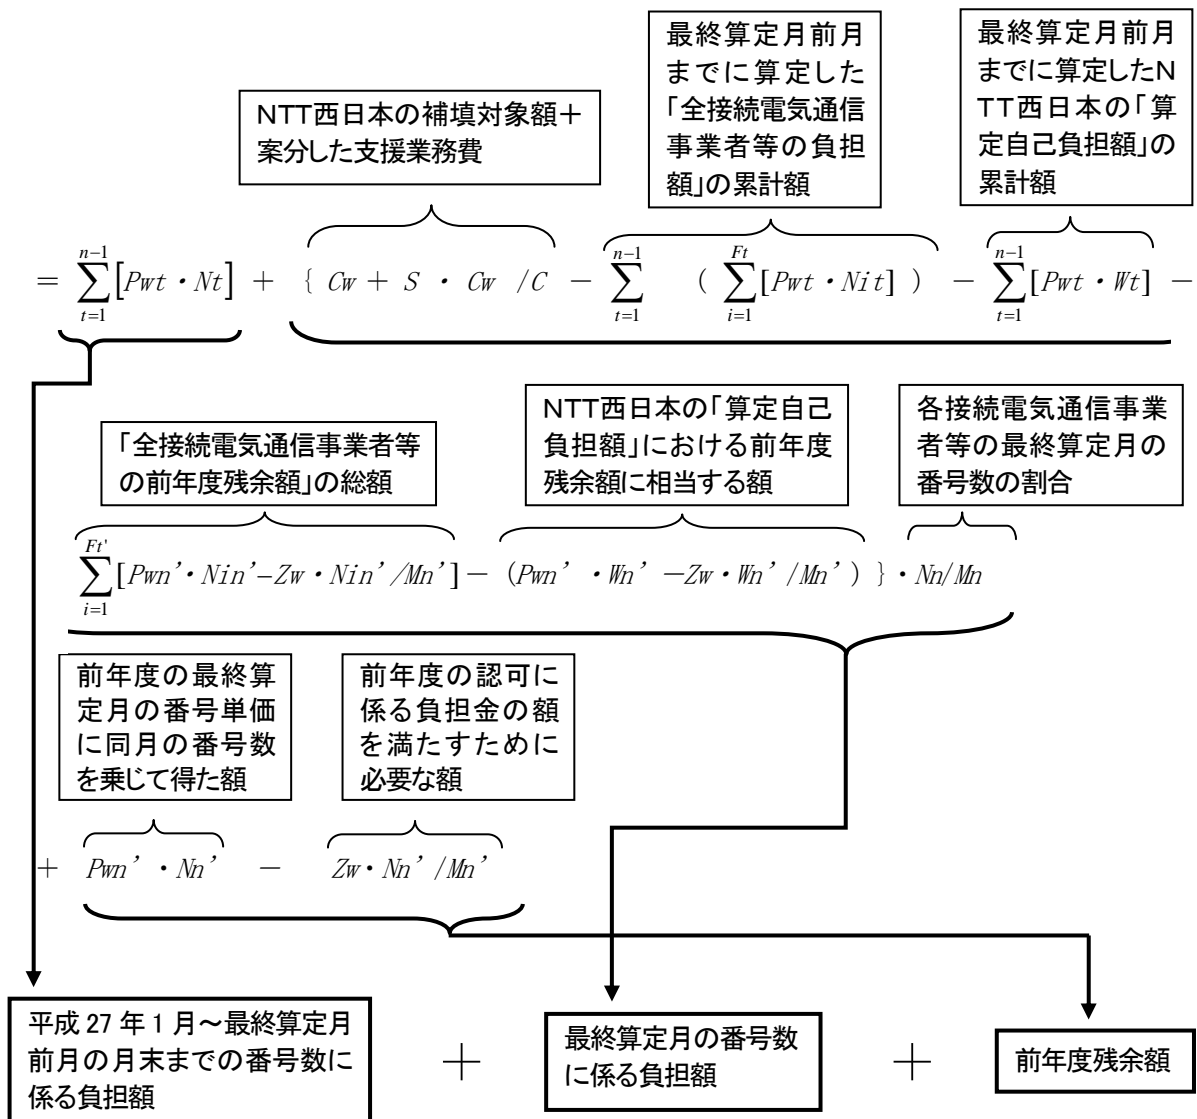 最終算定月前月
までに算定した
「全接続電気通信
事業者等の負担
額」の累計額
最終算定月前月
までに算定したN
TT西日本の「算
定自己負担額」の
累計額
NTT西日本の補填対象額＋
案分した支援業務費
= \sum_{t=1}^{n-1}[Pwt・Nt] + { Cw + S ・ Cw /C - \sum_{t=1}^{n-1} ( \sum_{i=1}^{Ft}[Pwt・Nit] ) - \sum_{t=1}^{n-1}[Pwt・Wt] -
「全接続電気通信事業者等
の前年度残余額」の総額
NTT西日本の「算定自己
負担額」における前年度
残余額に相当する額
各接続電気通信事業
者等の最終算定月の
番号数の割合
\sum_{i=1}^{Ft'}[Pwn'・Nin'-Zw・Nin'/Mn'] - (Pwn'・Wn'-Zw・Wn'/Mn') }・Nn/Mn
前年度の最終算
定月の番号単価
に同月の番号数
を乗じて得た額
前年度の認可に
係る負担金の額
を満たすために
必要な額
+ Pwn'・Nn' - Zw・Nn'/Mn'
平成27年1月～最終算定月
前月の月末までの番号数に
係る負担額
＋
最終算定月の番号数
に係る負担額
＋
前年度残余額